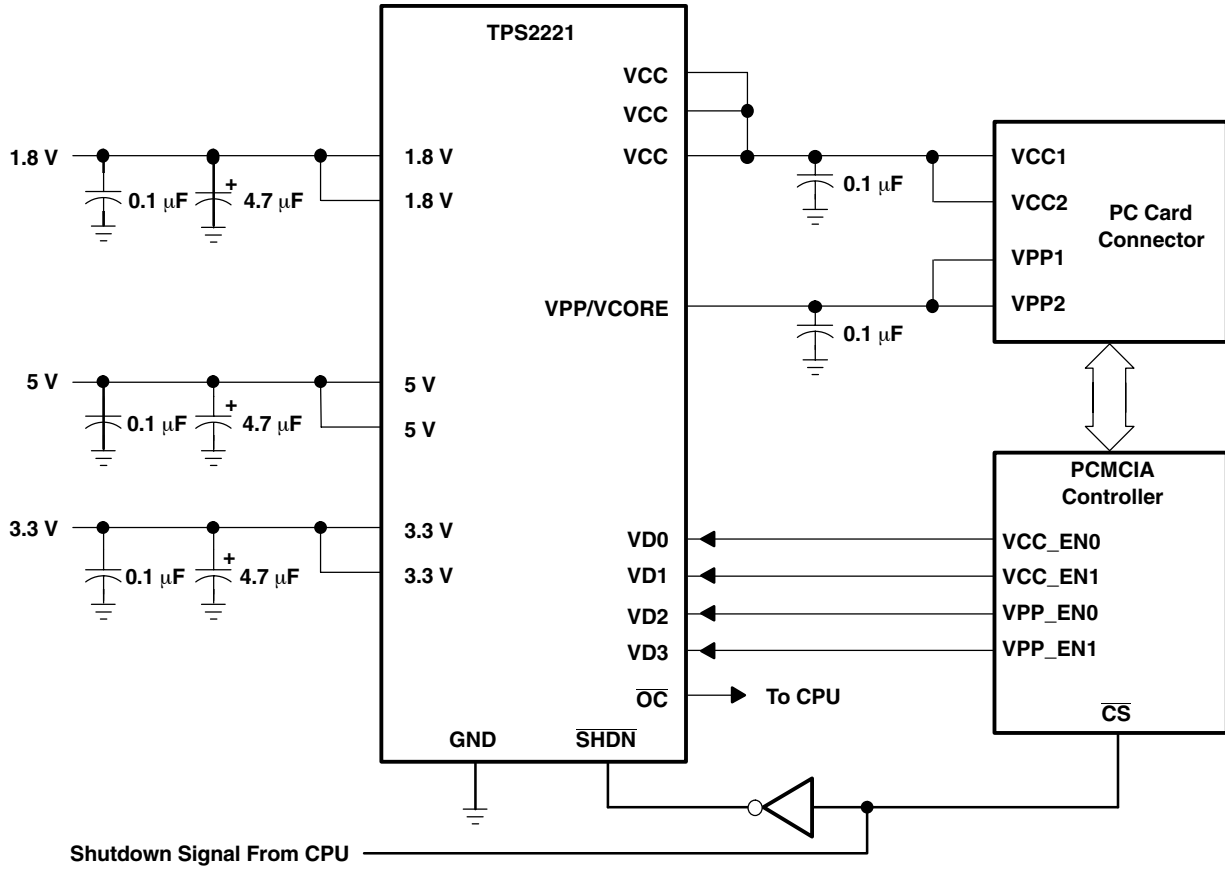 TPS2221
VCC
VCC
VCC
1.8 V
1.8 V
1.8 V
0.1 μF
4.7 μF
+
0.1 μF
VCC1
VCC2
VPP1
VPP2
PC Card
Connector
VPP/VCORE
0.1 μF
5 V
5 V
5 V
0.1 μF
4.7 μF
+
3.3 V
3.3 V
3.3 V
0.1 μF
4.7 μF
+
PCMCIA
Controller
VD0
VCC_EN0
VD1
VCC_EN1
VD2
VPP_EN0
VD3
VPP_EN1
O̅C̅
To CPU
C̅S̅
GND
S̅H̅D̅N̅
Shutdown Signal From CPU